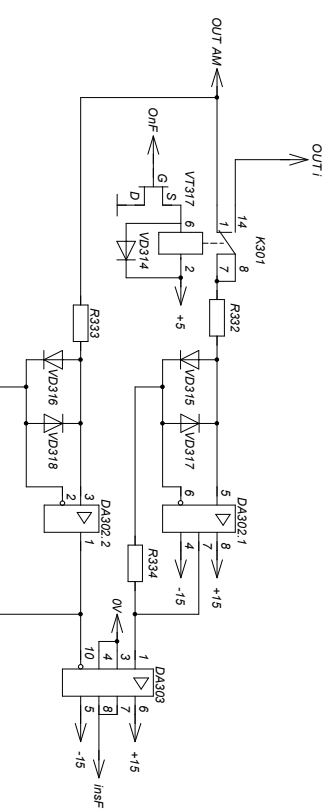 OUT i
OUT AM
14
1
8
7
K301
OnF
VT317
G
S
D
6
2
VD314
+5
R332
VD315
VD317
5
6
DA302.1
8
7
4
+15
-15
R333
VD316
VD318
3
2
DA302.2
1
R334
0V
1
3
4
10
DA303
6
7
8
5
+15
-15
insF